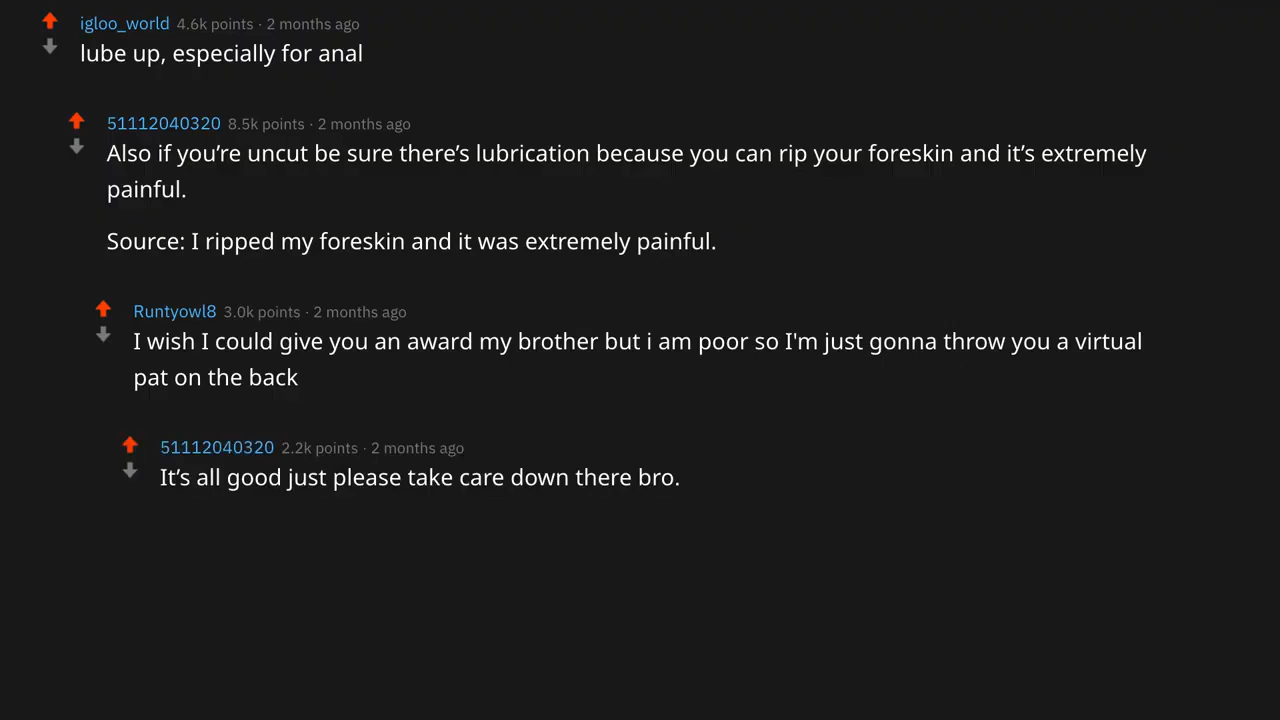 igloo_world 4.6k points · 2 months ago
lube up, especially for anal
51112040320 8.5k points · 2 months ago
Also if you’re uncut be sure there’s lubrication because you can rip your foreskin and it’s extremely
painful.
Source: I ripped my foreskin and it was extremely painful.
Runtyowl8 3.0k points · 2 months ago
I wish I could give you an award my brother but i am poor so I'm just gonna throw you a virtual
pat on the back
51112040320 2.2k points · 2 months ago
It’s all good just please take care down there bro.